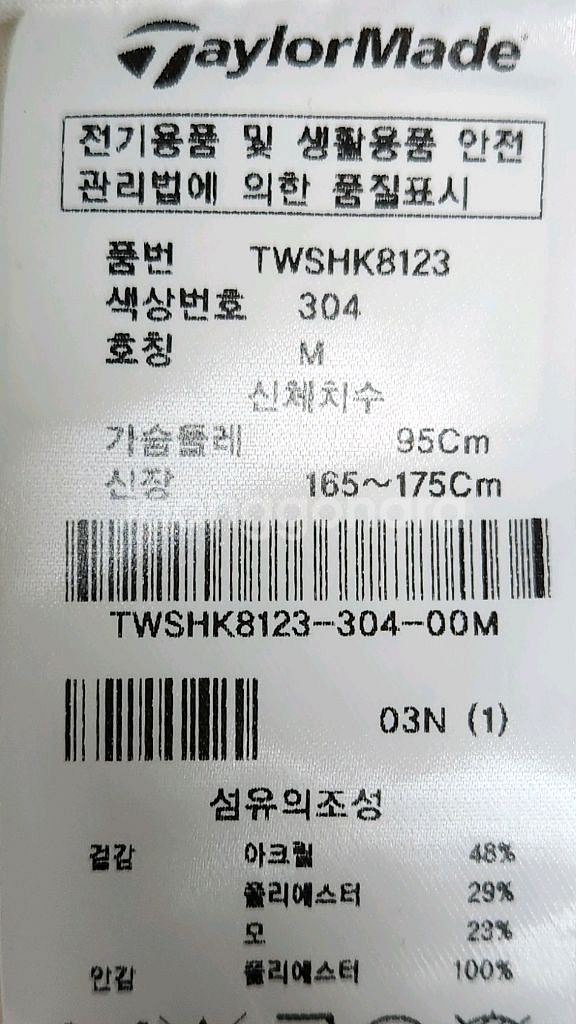 TaylorMade
전기용품 및 생활용품 안전
관리법에 의한 품질표시
품번 TWSHK8123
색상번호 304
호칭 M
신체치수
가슴둘레 95Cm
신장 165~175Cm
TWSHK8123-304-00M
03N (1)
섬유의조성
겉감 아크릴 48%
폴리에스터 29%
모 23%
안감 폴리에스터 100%